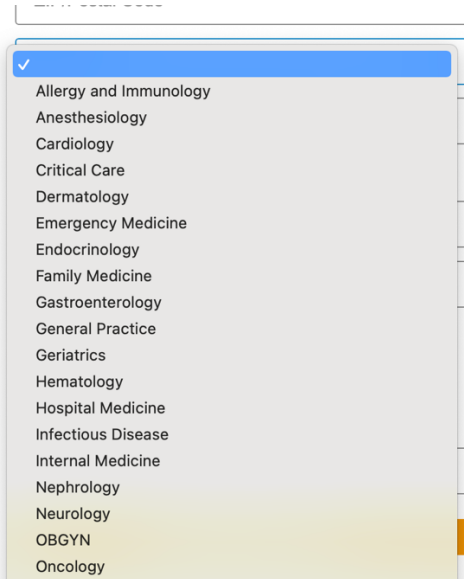 Allergy and Immunology
Anesthesiology
Cardiology
Critical Care
Dermatology
Emergency Medicine
Endocrinology
Family Medicine
Gastroenterology
General Practice
Geriatrics
Hematology
Hospital Medicine
Infectious Disease
Internal Medicine
Nephrology
Neurology
OBGYN
Oncology